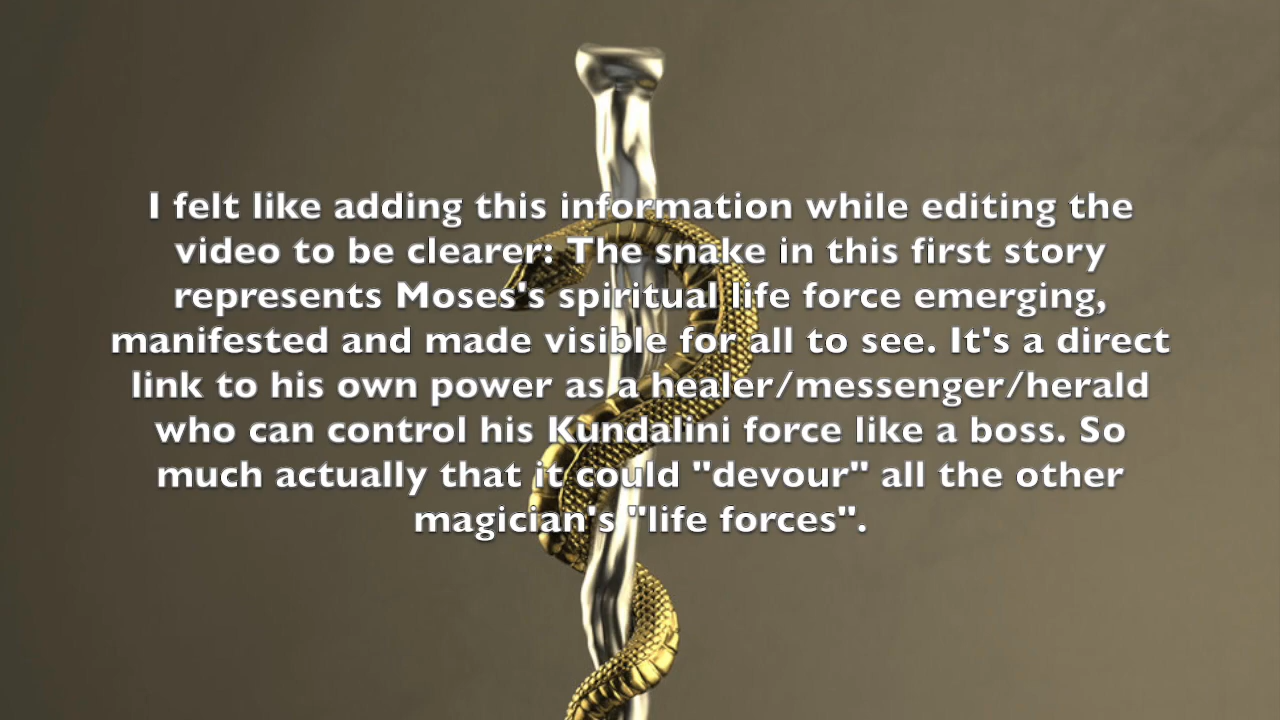 I felt like adding this information while editing the
video to be clearer: The snake in this first story
represents Moses's spiritual life force emerging,
manifested and made visible for all to see. It's a direct
link to his own power as a healer/messenger/herald
who can control his Kundalini force like a boss. So
much actually that it could "devour" all the other
magician's "life forces".